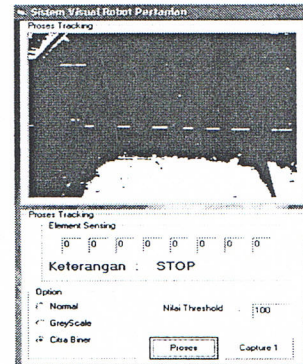 Sistem Visual Robot Pertanian
Proses Tracking
Proses Tracking
Element Sensing
0 0 0 0 0 0 0 0
Keterangan : STOP
Option
Normal
GreyScale
Citra Biner
Nilai Threshold 100
Proses
Capture 1